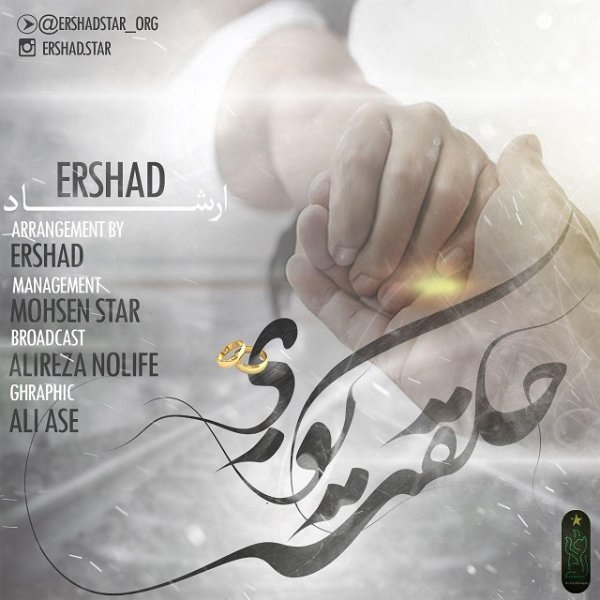 @ERSHADSTAR_ORG
ERSHAD.STAR
ERSHAD
ارشاد
ARRANGEMENT BY
ERSHAD
MANAGEMENT
MOHSEN STAR
BROADCAST
ALIREZA NOLIFE
GHRAPHIC
ALI ASE